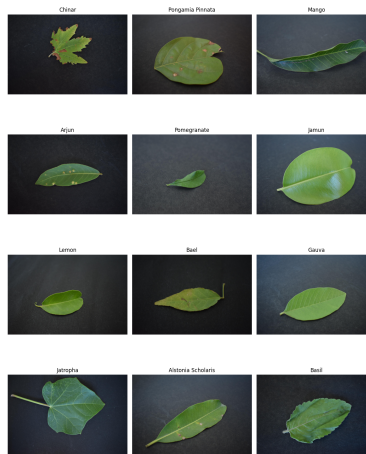 Chinar
Pongamia Pinnata
Mango
Arjun
Pomegranate
Jamun
Lemon
Bael
Gauva
Jatropha
Alstonia Scholaris
Basil